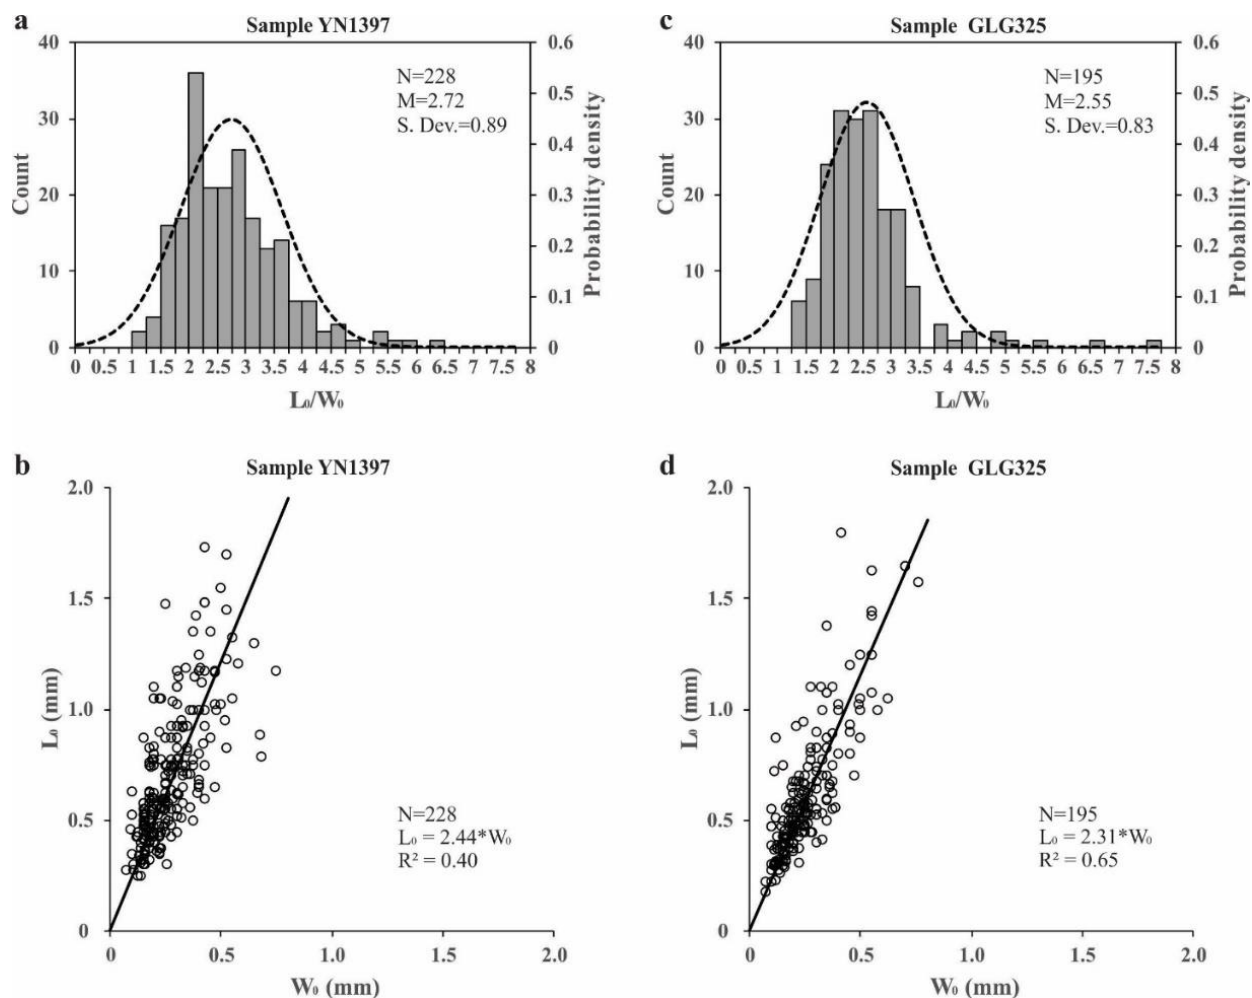 a
Sample YN1397
40
30
20
10
0
Count
0.6
0.5
0.4
0.3
0.2
0.1
0
Probability density
N=228
M=2.72
S. Dev.=0.89
0 1 1.5 2 2.5 3 3.5 4 4.5 5 5.5 6 6.5 7 7.5 8
L₀/W₀
c
Sample GLG325
40
30
20
10
0
Count
0.6
0.5
0.4
0.3
0.2
0.1
0
Probability density
N=195
M=2.55
S. Dev.=0.83
0 1 1.5 2 2.5 3 3.5 4 4.5 5 5.5 6 6.5 7 7.5 8
L₀/W₀
b
Sample YN1397
2.0
1.5
1.0
0.5
0
L₀ (mm)
N=228
L₀ = 2.44*W₀
R² = 0.40
0 0.5 1.0 1.5 2.0
W₀ (mm)
d
Sample GLG325
2.0
1.5
1.0
0.5
0
L₀ (mm)
N=195
L₀ = 2.31*W₀
R² = 0.65
0 0.5 1.0 1.5 2.0
W₀ (mm)